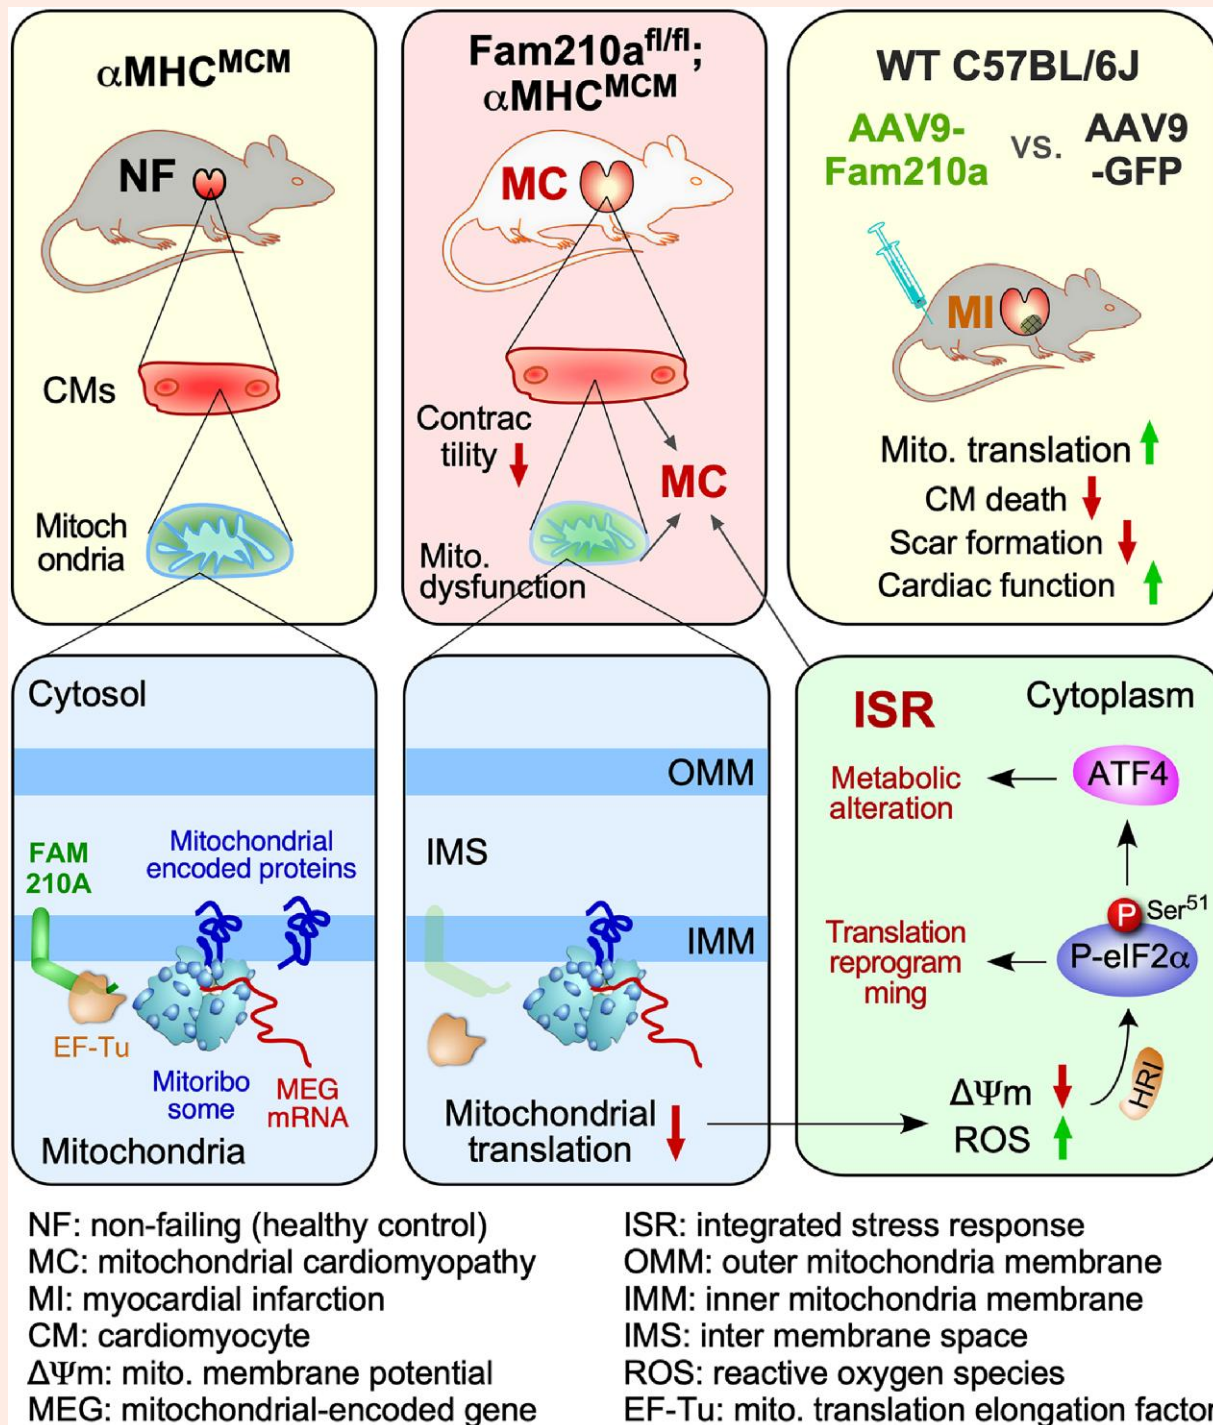 αMHCᴹᶜᴹ
NF
CMs
Mitoch
ondria
Fam210a^fl/fl;
αMHC^MCM
MC
Contrac
tility
MC
Mito.
dysfunction
WT C57BL/6J
AAV9-
Fam210a
vs.
AAV9
-GFP
MI
Mito. translation
CM death
Scar formation
Cardiac function
Cytosol
FAM
210A
Mitochondrial
encoded proteins
EF-Tu
Mitoribo
some
MEG
mRNA
Mitochondria
OMM
IMS
IMM
Mitochondrial
translation
ISR
Cytoplasm
Metabolic
alteration
ATF4
P
Ser^51
Translation
reprogram
ming
P-eIF2α
HRI
ΔΨm
ROS
NF: non-failing (healthy control)
MC: mitochondrial cardiomyopathy
MI: myocardial infarction
CM: cardiomyocyte
ΔΨm: mito. membrane potential
MEG: mitochondrial-encoded gene
ISR: integrated stress response
OMM: outer mitochondria membrane
IMM: inner mitochondria membrane
IMS: inter membrane space
ROS: reactive oxygen species
EF-Tu: mito. translation elongation factor